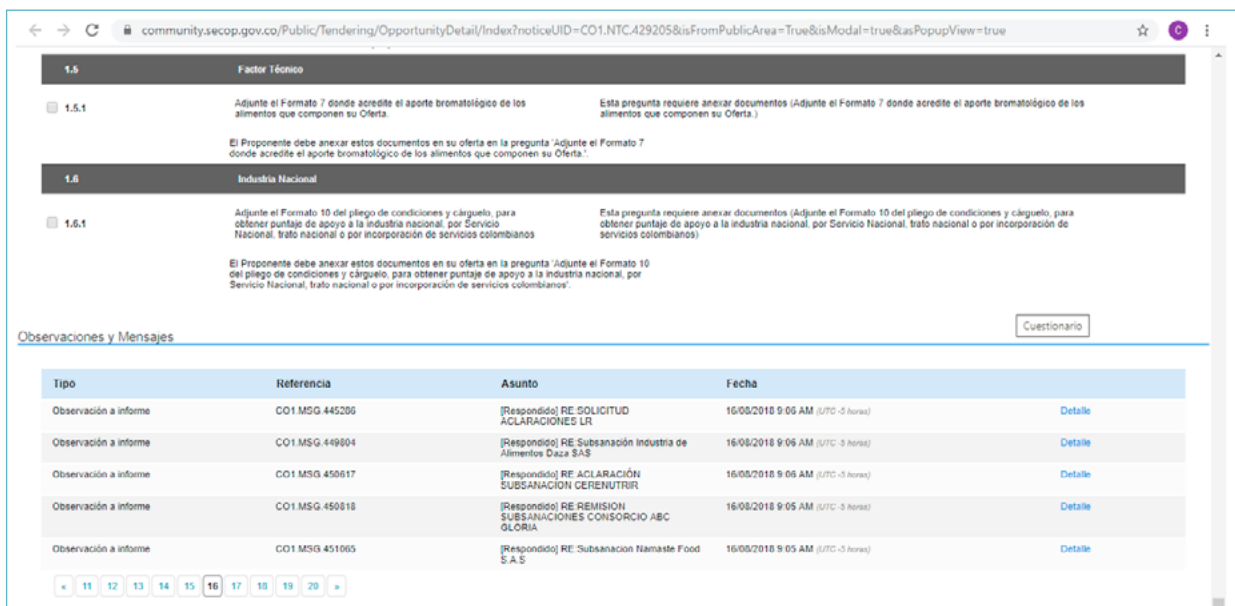 community.secop.gov.co/Public/Tendering/OpportunityDetail/Index?noticeUID=CO1.NTC.429205&isFromPublicArea=True&isModal=true&asPopupView=true
C
1.5 Factor Técnico
1.5.1
Adjunte el Formato 7 donde acredite el aporte bromatológico de los
alimentos que componen su Oferta.
Esta pregunta requiere anexar documentos (Adjunte el Formato 7 donde acredite el aporte bromatológico de los
alimentos que componen su Oferta.)
El Proponente debe anexar estos documentos en su oferta en la pregunta 'Adjunte el Formato 7
donde acredite el aporte bromatológico de los alimentos que componen su Oferta.'.
1.6 Industria Nacional
1.6.1
Adjunte el Formato 10 del pliego de condiciones y cárguelo, para
obtener puntaje de apoyo a la industria nacional, por Servicio
Nacional, trato nacional o por incorporación de servicios colombianos
Esta pregunta requiere anexar documentos (Adjunte el Formato 10 del pliego de condiciones y cárguelo, para
obtener puntaje de apoyo a la industria nacional, por Servicio Nacional, trato nacional o por incorporación de
servicios colombianos)
El Proponente debe anexar estos documentos en su oferta en la pregunta 'Adjunte el Formato 10
del pliego de condiciones y cárguelo, para obtener puntaje de apoyo a la industria nacional, por
Servicio Nacional, trato nacional o por incorporación de servicios colombianos'.
Cuestionario
Observaciones y Mensajes
Tipo Referencia Asunto Fecha
Observación a informe CO1.MSG.445286 [Respondido] RE:SOLICITUD
ACLARACIONES LR 16/08/2018 9:06 AM (UTC -5 horas) Detalle
Observación a informe CO1.MSG.449804 [Respondido] RE:Subsanación Industria de
Alimentos Daza SAS 16/08/2018 9:06 AM (UTC -5 horas) Detalle
Observación a informe CO1.MSG.450617 [Respondido] RE:ACLARACIÓN
SUBSANACIÓN CERENUTRIR 16/08/2018 9:06 AM (UTC -5 horas) Detalle
Observación a informe CO1.MSG.450818 [Respondido] RE:REMISION
SUBSANACIONES CONSORCIO ABC
GLORIA 16/08/2018 9:05 AM (UTC -5 horas) Detalle
Observación a informe CO1.MSG.451065 [Respondido] RE:Subsanacion Namaste Food
S.A.S 16/08/2018 9:05 AM (UTC -5 horas) Detalle
« 11 12 13 14 15 16 17 18 19 20 »